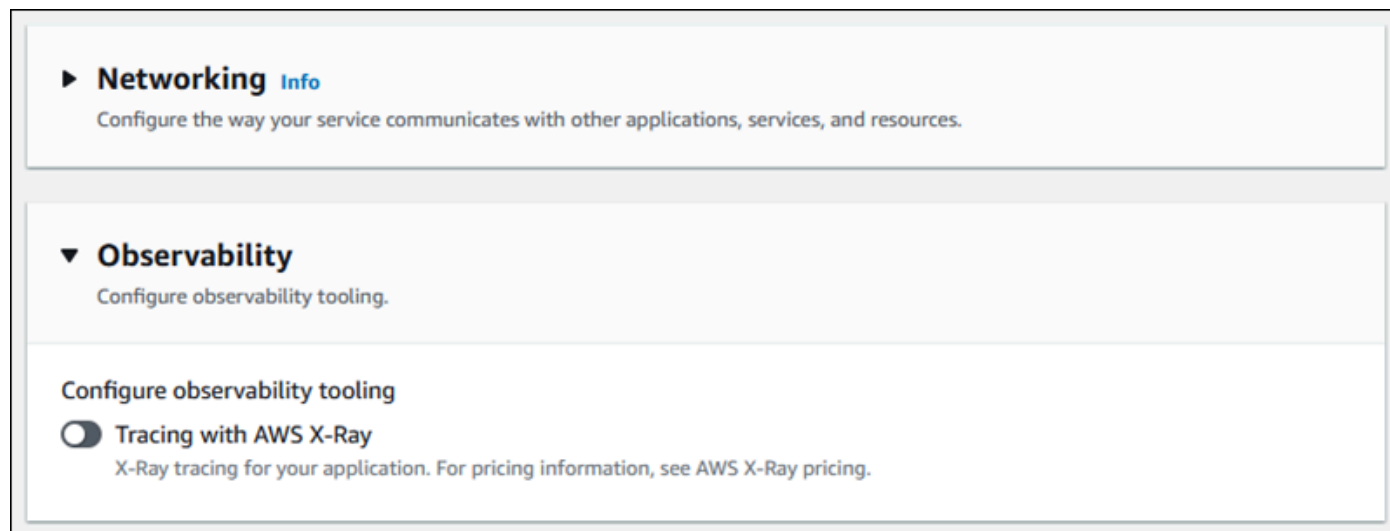 Networking Info
Configure the way your service communicates with other applications, services, and resources.
Observability
Configure observability tooling.
Configure observability tooling
Tracing with AWS X-Ray
X-Ray tracing for your application. For pricing information, see AWS X-Ray pricing.